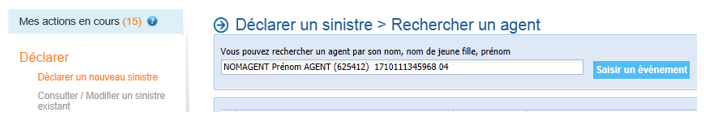 Mes actions en cours (15) ?
Déclarer un sinistre > Rechercher un agent
Déclarer
Déclarer un nouveau sinistre
Consulter / Modifier un sinistre
existant
Vous pouvez rechercher un agent par son nom, nom de jeune fille, prénom
NOMAGENT Prénom AGENT (625412) 1710111345968 04
Saisir un événement